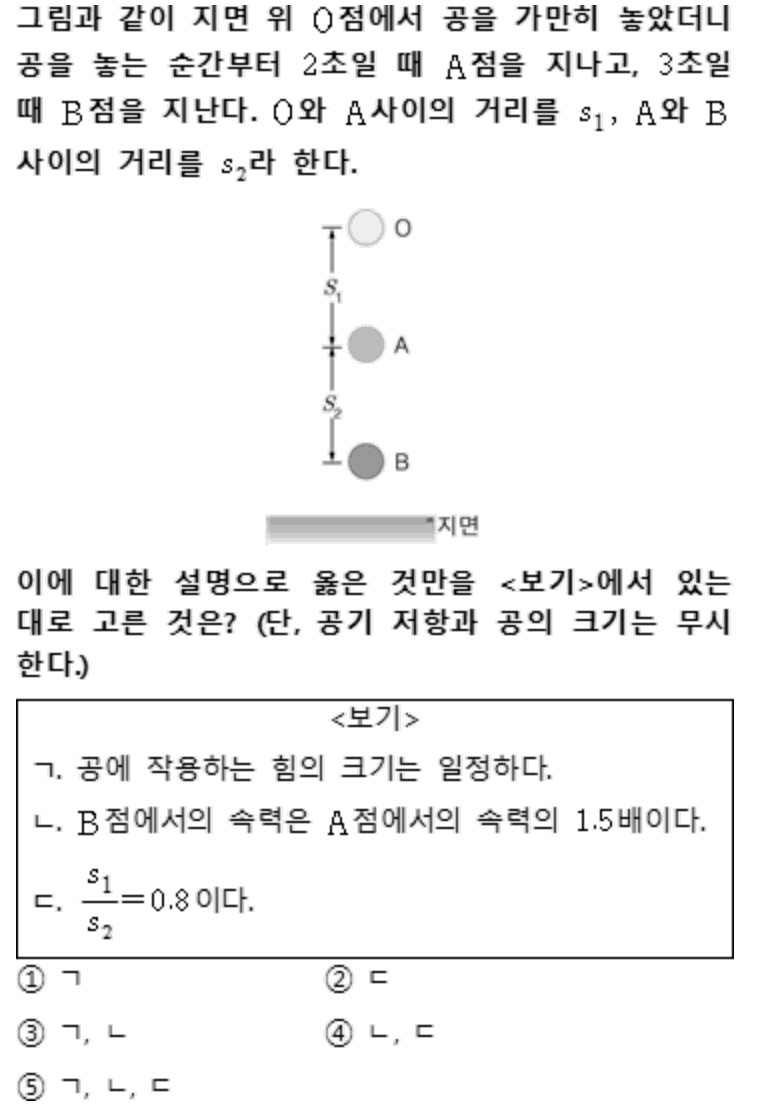 그림과 같이 지면 위 O점에서 공을 가만히 놓았더니
공을 놓는 순간부터 2초일 때 A점을 지나고, 3초일
때 B점을 지난다. O와 A사이의 거리를 s₁, A와 B
사이의 거리를 s₂라 한다.
O
S₁
A
S₂
B
지면
이에 대한 설명으로 옳은 것만을 <보기>에서 있는
대로 고른 것은? (단, 공기 저항과 공의 크기는 무시
한다.)
<보기>
ㄱ. 공에 작용하는 힘의 크기는 일정하다.
ㄴ. B점에서의 속력은 A점에서의 속력의 1.5배이다.
ㄷ. s₁/s₂=0.8이다.
① ㄱ ② ㄷ
③ ㄱ, ㄴ ④ ㄴ, ㄷ
⑤ ㄱ, ㄴ, ㄷ